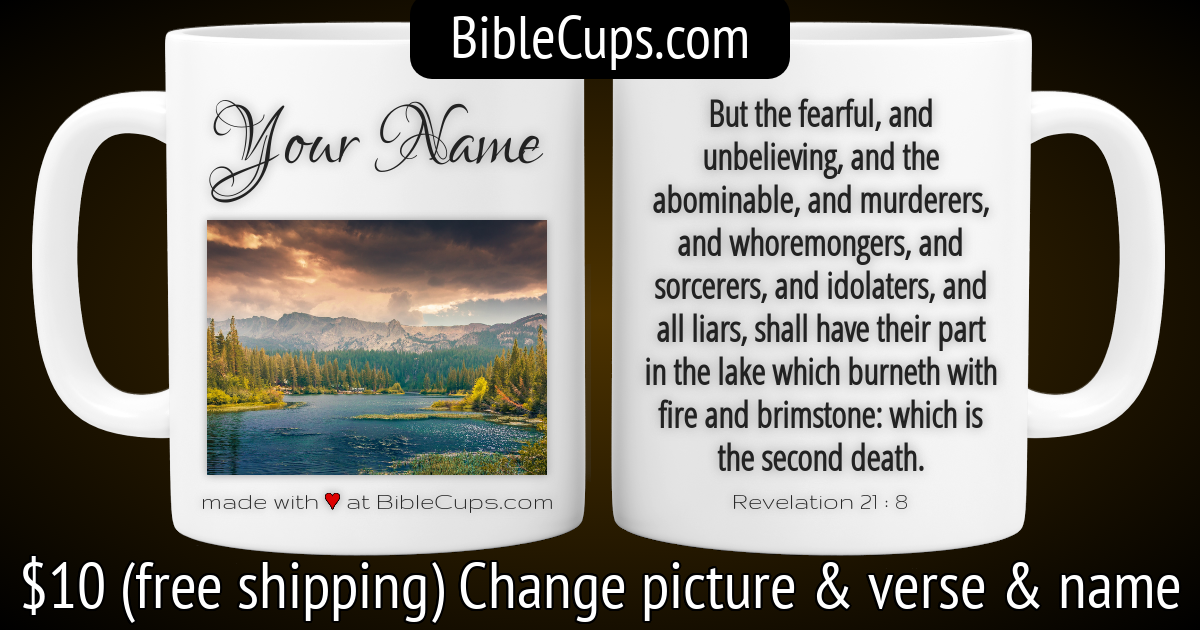 BibleCups.com
Your Name
made with ♥ at BibleCups.com
But the fearful, and
unbelieving, and the
abominable, and murderers,
and whoremongers, and
sorcerers, and idolaters, and
all liars, shall have their part
in the lake which burneth with
fire and brimstone: which is
the second death.
Revelation 21 : 8
$10 (free shipping) Change picture & verse & name